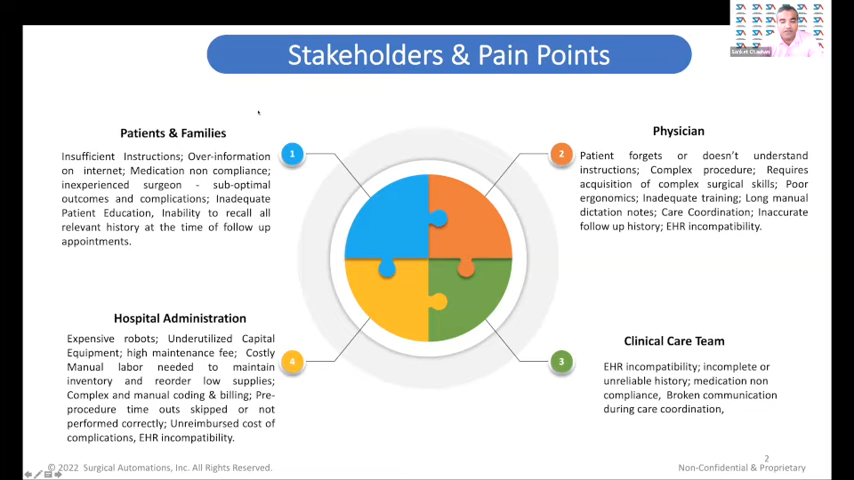 Stakeholders & Pain Points
Patients & Families
1
Insufficient Instructions; Over-information
on internet; Medication non compliance;
inexperienced surgeon - sub-optimal
outcomes and complications; Inadequate
Patient Education, Inability to recall all
relevant history at the time of follow up
appointments.
Physician
2
Patient forgets or doesn't understand
instructions; Complex procedure; Requires
acquisition of complex surgical skills; Poor
ergonomics; Inadequate training; Long manual
dictation notes; Care Coordination; Inaccurate
follow up history; EHR incompatibility.
Hospital Administration
4
Expensive robots; Underutilized Capital
Equipment; high maintenance fee; Costly
Manual labor needed to maintain
inventory and reorder low supplies;
Complex and manual coding & billing; Pre-
procedure time outs skipped or not
performed correctly; Unreimbursed cost of
complications, EHR incompatibility.
Clinical Care Team
3
EHR incompatibility; incomplete or
unreliable history; medication non
compliance, Broken communication
during care coordination,
2
© 2022 Surgical Automations, Inc. All Rights Reserved.
Non-Confidential & Proprietary